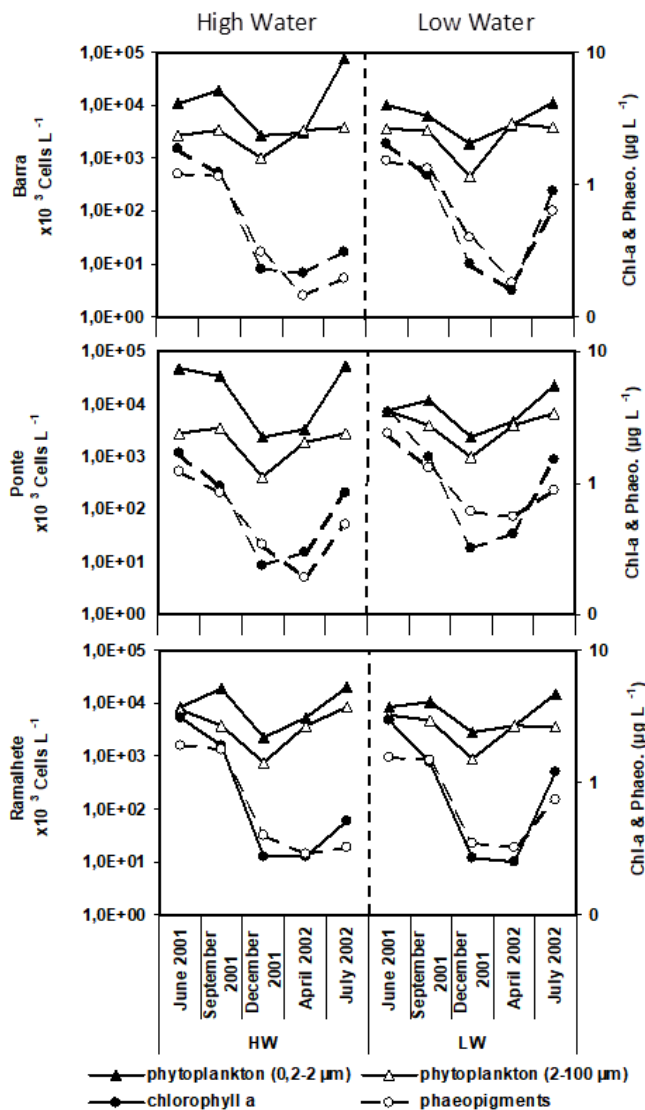 High Water
Low Water
Barra
x10 ³ Cells L ⁻¹
1,0E+05
1,0E+04
1,0E+03
1,0E+02
1,0E+01
1,0E+00
10
1
0
Chl-a & Phaeo. (µg L ⁻¹)
Ponte
x10 ³ Cells L ⁻¹
1,0E+05
1,0E+04
1,0E+03
1,0E+02
1,0E+01
1,0E+00
10
1
0
Chl-a & Phaeo. (µg L ⁻¹)
Ramalhete
x10 ³ Cells L ⁻¹
1,0E+05
1,0E+04
1,0E+03
1,0E+02
1,0E+01
1,0E+00
10
1
0
Chl-a & Phaeo. (µg L ⁻¹)
June 2001
September
2001
December
2001
April 2002
July 2002
June 2001
September
2001
December
2001
April 2002
July 2002
HW
LW
phytoplankton (0,2-2 µm)
phytoplankton (2-100 µm)
chlorophyll a
phaeopigments